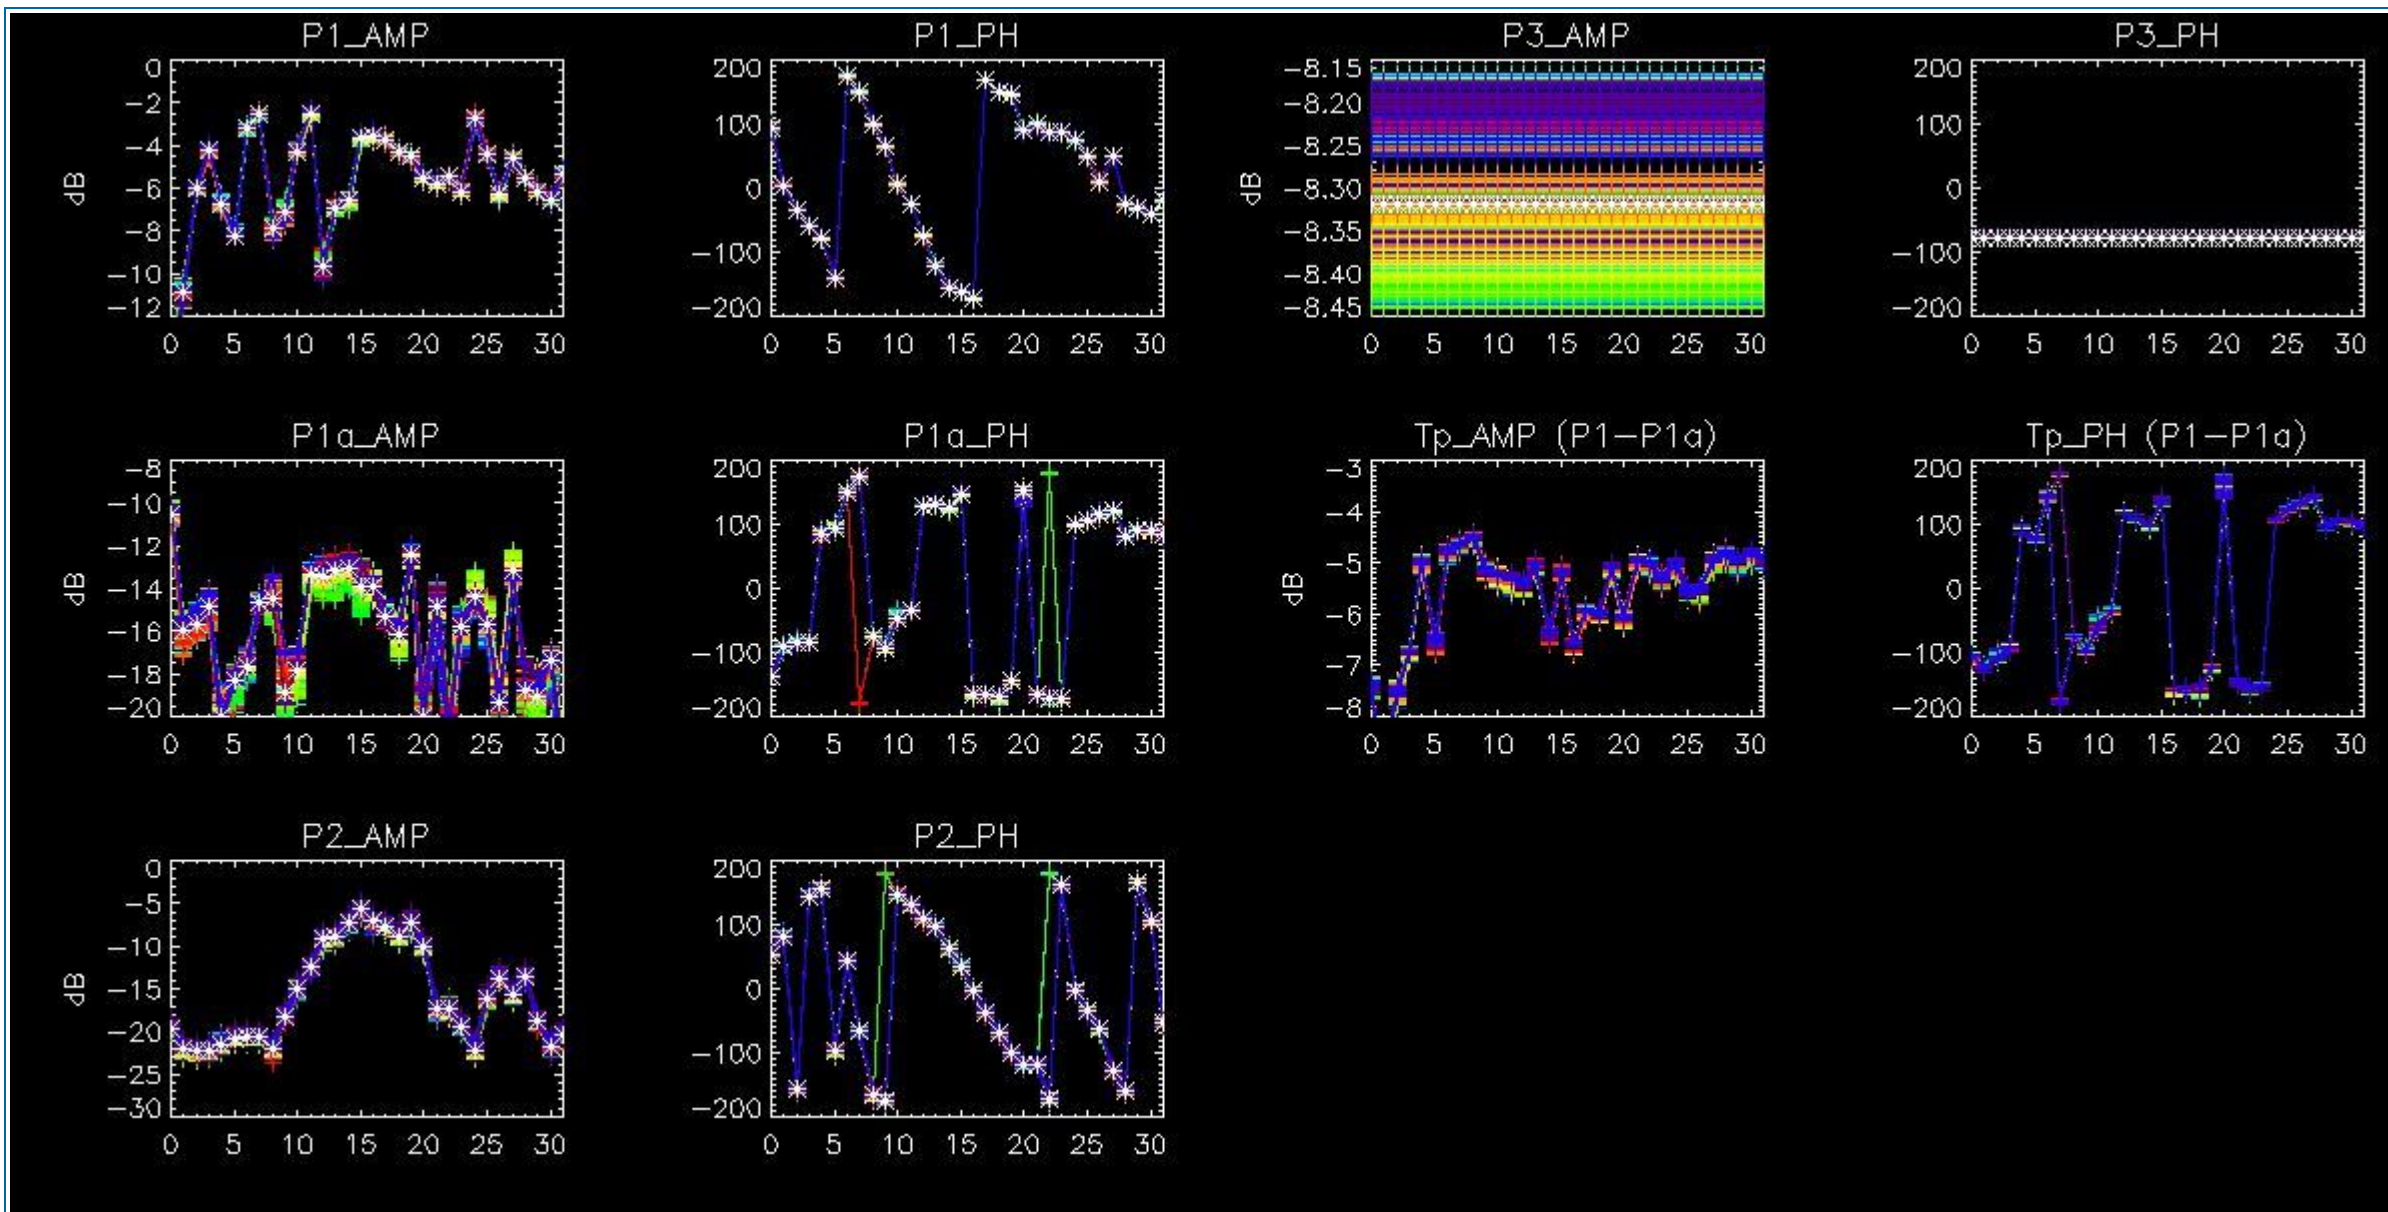 P1_AMP
P1_PH
P3_AMP
P3_PH
0
−2
−4
−6
−8
−10
−12
dB
0 5 10 15 20 25 30
200
100
0
−100
−200
0 5 10 15 20 25 30
−8.15
−8.20
−8.25
−8.30
−8.35
−8.40
−8.45
dB
0 5 10 15 20 25 30
200
100
0
−100
−200
0 5 10 15 20 25 30
P1a_AMP
P1a_PH
Tp_AMP (P1−P1a)
Tp_PH (P1−P1a)
−8
−10
−12
−14
−16
−18
−20
dB
0 5 10 15 20 25 30
200
100
0
−100
−200
0 5 10 15 20 25 30
−3
−4
−5
−6
−7
−8
dB
0 5 10 15 20 25 30
200
100
0
−100
−200
0 5 10 15 20 25 30
P2_AMP
P2_PH
0
−5
−10
−15
−20
−25
−30
dB
0 5 10 15 20 25 30
200
100
0
−100
−200
0 5 10 15 20 25 30